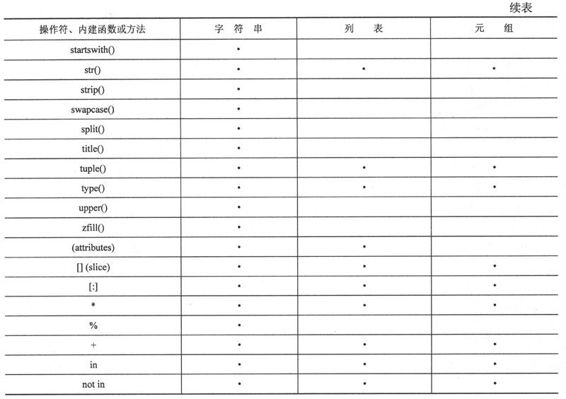 续表
操作符、内建函数或方法 字 符 串 列 表 元 组
startswith() •
str() • • •
strip() •
swapcase() •
split() •
title() •
tuple() • • •
type() • • •
upper() •
zfill() •
(attributes) • •
[] (slice) • • •
[:] • • •
* • • •
% •
+ • • •
in • • •
not in • • •